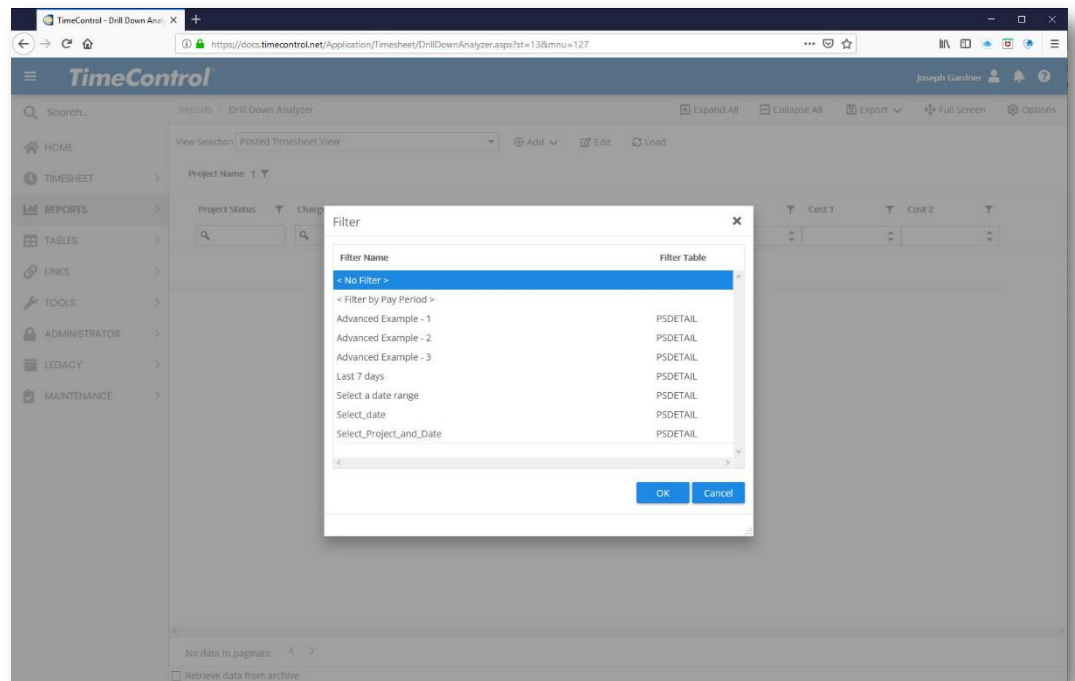 TimeControl - Drill Down Anal
https://docs.timecontrol.net/Application/Timesheet/DrillDownAnalyzer.aspx?st=13&mnu=127
TimeControl
Joseph Gardner
Search..
Reports > Drill Down Analyzer
Expand All
Collapse All
Export
Full Screen
Options
HOME
View Selection Posted Timesheet View
Add
Edit
Load
TIMESHEET
Project Name
REPORTS
Project Status
Charg
Cost 1
Cost 2
TABLES
LINKS
TOOLS
ADMINISTRATOR
LEGACY
MAINTENANCE
Filter
Filter Name Filter Table
< No Filter >
< Filter by Pay Period >
Advanced Example - 1 PSDETAIL
Advanced Example - 2 PSDETAIL
Advanced Example - 3 PSDETAIL
Last 7 days PSDETAIL
Select a date range PSDETAIL
Select_date PSDETAIL
Select_Project_and_Date PSDETAIL
OK Cancel
No data to paginate
Retrieve data from archive